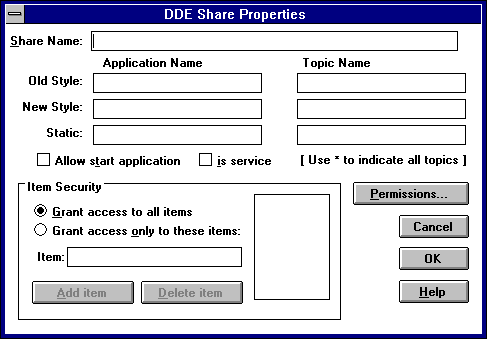 DDE Share Properties
Share Name:
Application Name Topic Name
Old Style:
New Style:
Static:
Allow start application is service [ Use * to indicate all topics ]
Item Security
Grant access to all items
Grant access only to these items:
Item:
Add item Delete item
Permissions...
Cancel
OK
Help